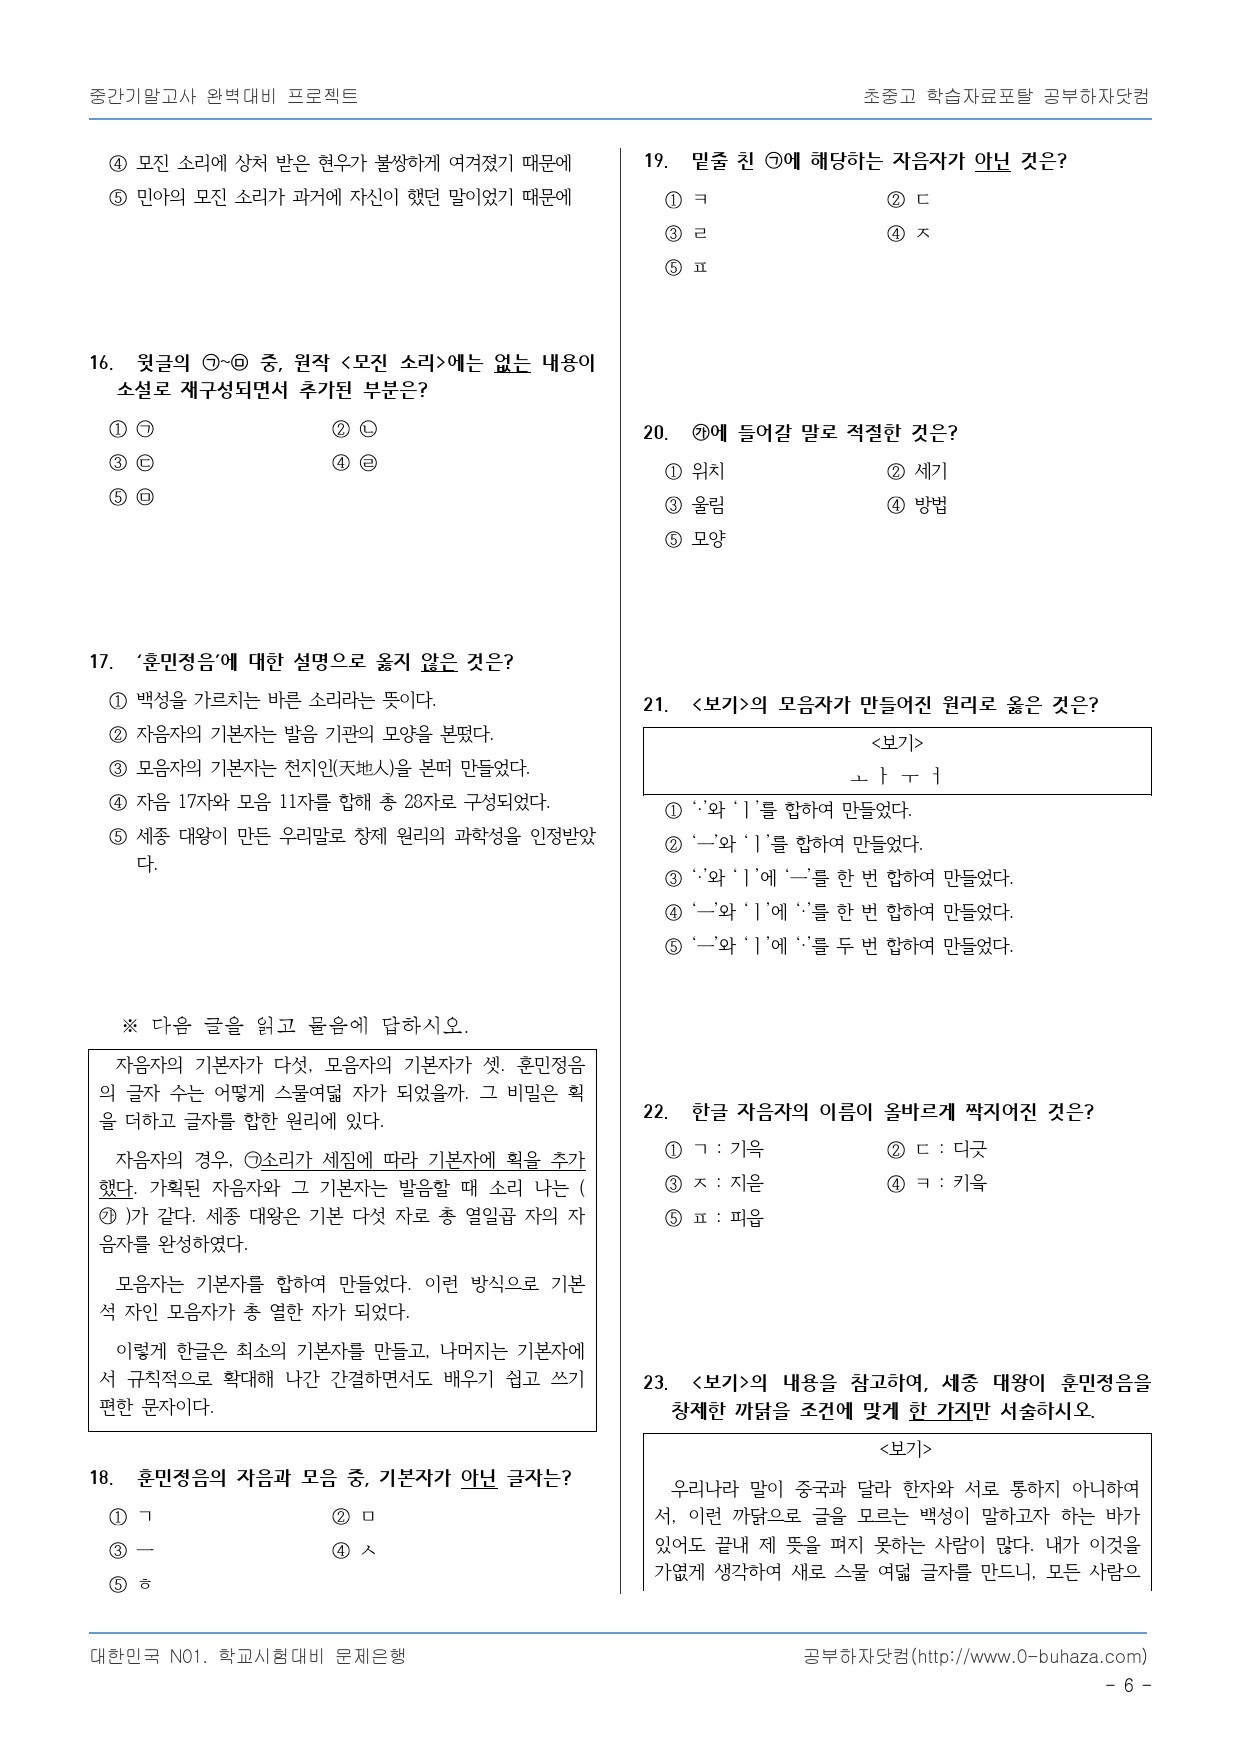 중간기말고사 완벽대비 프로젝트
초중고 학습자료포탈 공부하자닷컴
④ 모진 소리에 상처 받은 현우가 불쌍하게 여겨졌기 때문에
⑤ 민아의 모진 소리가 과거에 자신이 했던 말이었기 때문에
16. 윗글의 ㉠~㉤ 중, 원작 <모진 소리>에는 없는 내용이
소설로 재구성되면서 추가된 부분은?
① ㉠ ② ㉡
③ ㉢ ④ ㉣
⑤ ㉤
17. ‘훈민정음’에 대한 설명으로 옳지 않은 것은?
① 백성을 가르치는 바른 소리라는 뜻이다.
② 자음자의 기본자는 발음 기관의 모양을 본떴다.
③ 모음자의 기본자는 천지인(天地人)을 본떠 만들었다.
④ 자음 17자와 모음 11자를 합해 총 28자로 구성되었다.
⑤ 세종 대왕이 만든 우리말로 창제 원리의 과학성을 인정받았
다.
※ 다음 글을 읽고 물음에 답하시오.
자음자의 기본자가 다섯, 모음자의 기본자가 셋. 훈민정음
의 글자 수는 어떻게 스물여덟 자가 되었을까. 그 비밀은 획
을 더하고 글자를 합한 원리에 있다.
자음자의 경우, ㉠소리가 세짐에 따라 기본자에 획을 추가
했다. 가획된 자음자와 그 기본자는 발음할 때 소리 나는 (
㉮ )가 같다. 세종 대왕은 기본 다섯 자로 총 열일곱 자의 자
음자를 완성하였다.
모음자는 기본자를 합하여 만들었다. 이런 방식으로 기본
석 자인 모음자가 총 열한 자가 되었다.
이렇게 한글은 최소의 기본자를 만들고, 나머지는 기본자에
서 규칙적으로 확대해 나간 간결하면서도 배우기 쉽고 쓰기
편한 문자이다.
18. 훈민정음의 자음과 모음 중, 기본자가 아닌 글자는?
① ㄱ ② ㅁ
③ ㅡ ④ ㅅ
⑤ ㅎ
19. 밑줄 친 ㉠에 해당하는 자음자가 아닌 것은?
① ㅋ ② ㄷ
③ ㄹ ④ ㅈ
⑤ ㅍ
20. ㉮에 들어갈 말로 적절한 것은?
① 위치 ② 세기
③ 울림 ④ 방법
⑤ 모양
21. <보기>의 모음자가 만들어진 원리로 옳은 것은?
<보기>
ㅗ ㅏ ㅜ ㅓ
① ‘·’와 ‘ㅣ’를 합하여 만들었다.
② ‘ㅡ’와 ‘ㅣ’를 합하여 만들었다.
③ ‘·’와 ‘ㅣ’에 ‘ㅡ’를 한 번 합하여 만들었다.
④ ‘ㅡ’와 ‘ㅣ’에 ‘·’를 한 번 합하여 만들었다.
⑤ ‘ㅡ’와 ‘ㅣ’에 ‘·’를 두 번 합하여 만들었다.
22. 한글 자음자의 이름이 올바르게 짝지어진 것은?
① ㄱ : 기윽 ② ㄷ : 디귿
③ ㅈ : 지읃 ④ ㅋ : 키읔
⑤ ㅍ : 피읍
23. <보기>의 내용을 참고하여, 세종 대왕이 훈민정음을
창제한 까닭을 조건에 맞게 한 가지만 서술하시오.
<보기>
우리나라 말이 중국과 달라 한자와 서로 통하지 아니하여
서, 이런 까닭으로 글을 모르는 백성이 말하고자 하는 바가
있어도 끝내 제 뜻을 펴지 못하는 사람이 많다. 내가 이것을
가엾게 생각하여 새로 스물 여덟 글자를 만드니, 모든 사람으
대한민국 N01. 학교시험대비 문제은행
공부하자닷컴(http://www.0-buhaza.com)
- 6 -